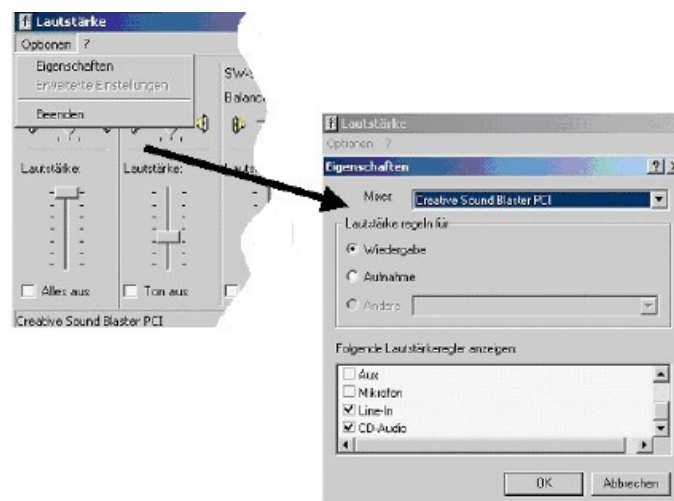 Lautstärke
Optionen ?
Eigenschaften
Erweiterte Einstellungen
Beenden
Balanc
Lautstärke:
Lautstärke:
Lauts
Alles aus
Ton aus
Creative Sound Blaster PCI
Lautstärke
Optionen ?
Eigenschaften
Mixer: Creative Sound Blaster PCI
Lautstärke regeln für
Wiedergabe
Aufnahme
Andere
Folgende Lautstärkeregler anzeigen:
Aux
Mikrofon
Line-In
CD-Audio
OK Abbrechen